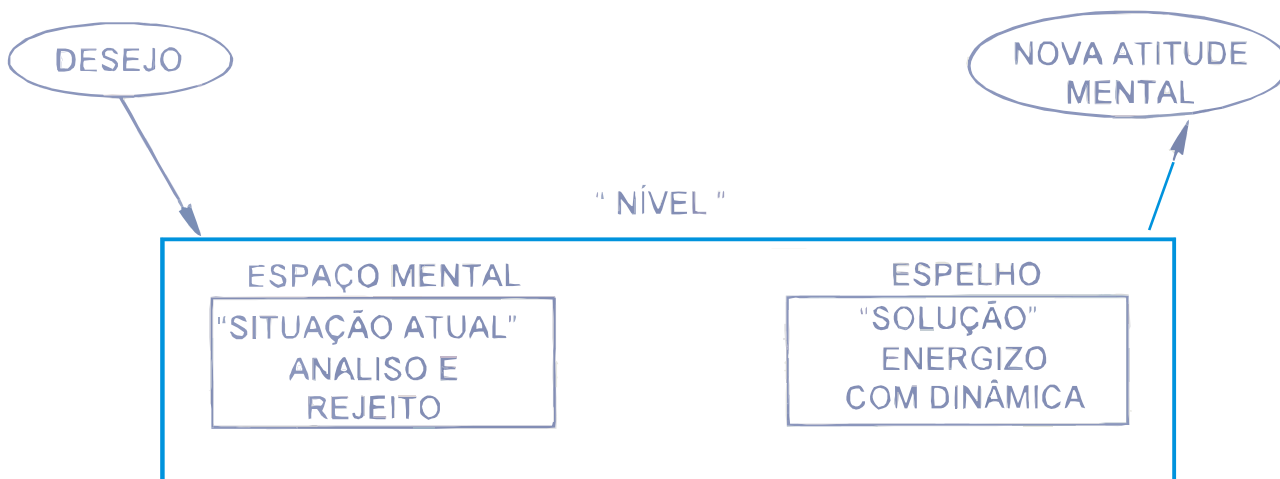 DESEJO
NOVA ATITUDE
MENTAL
" NÍVEL "
ESPAÇO MENTAL
"SITUAÇÃO ATUAL"
ANALISO E
REJEITO
ESPELHO
"SOLUÇÃO"
ENERGIZO
COM DINÂMICA